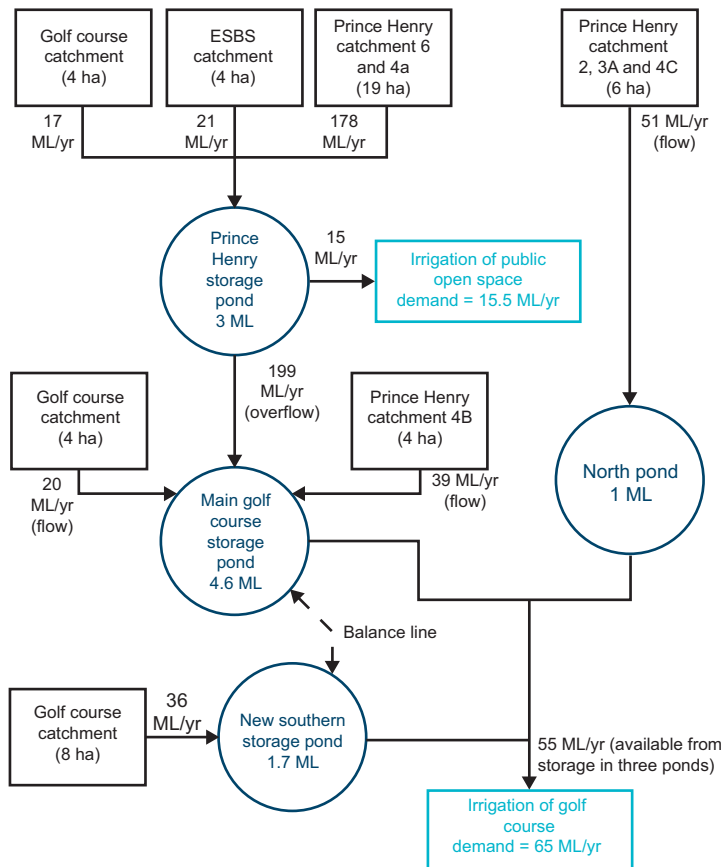 Golf course
catchment
(4 ha)
ESBS
catchment
(4 ha)
Prince Henry
catchment 6
and 4a
(19 ha)
Prince Henry
catchment
2, 3A and 4C
(6 ha)
17
ML/yr
21
ML/yr
178
ML/yr
51 ML/yr
(flow)
Prince
Henry
storage
pond
3 ML
15
ML/yr
Irrigation of public
open space
demand = 15.5 ML/yr
199
ML/yr
(overflow)
Golf course
catchment
(4 ha)
Prince Henry
catchment 4B
(4 ha)
20
ML/yr
(flow)
39 ML/yr
(flow)
Main golf
course
storage
pond
4.6 ML
North pond
1 ML
Balance line
Golf course
catchment
(8 ha)
36
ML/yr
New southern
storage pond
1.7 ML
55 ML/yr (available from
storage in three ponds)
Irrigation of golf
course
demand = 65 ML/yr